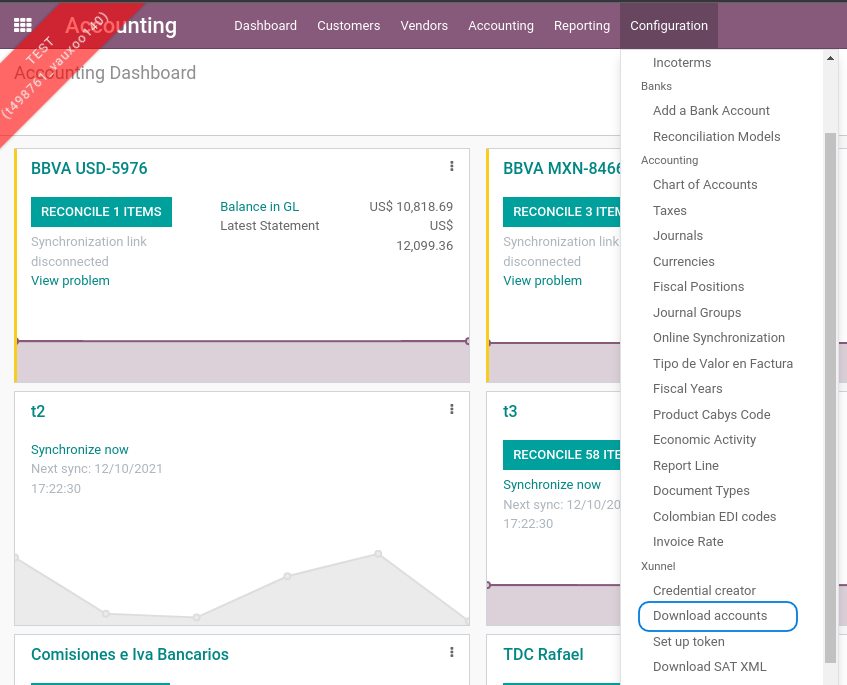 Accounting
Dashboard
Customers
Vendors
Accounting
Reporting
Configuration
TEST
(t498761_vauxoo140)
Accounting Dashboard
BBVA USD-5976
RECONCILE 1 ITEMS
Synchronization link
disconnected
View problem
Balance in GL
US$ 10,818.69
Latest Statement
US$
12,099.36
BBVA MXN-8466
RECONCILE 3 ITEM
Synchronization link
disconnected
View problem
t2
Synchronize now
Next sync: 12/10/2021
17:22:30
t3
RECONCILE 58 ITE
Synchronize now
Next sync: 12/10/20
17:22:30
Comisiones e Iva Bancarios
TDC Rafael
Incoterms
Banks
Add a Bank Account
Reconciliation Models
Accounting
Chart of Accounts
Taxes
Journals
Currencies
Fiscal Positions
Journal Groups
Online Synchronization
Tipo de Valor en Factura
Fiscal Years
Product Cabys Code
Economic Activity
Report Line
Document Types
Colombian EDI codes
Invoice Rate
Xunnel
Credential creator
Download accounts
Set up token
Download SAT XML